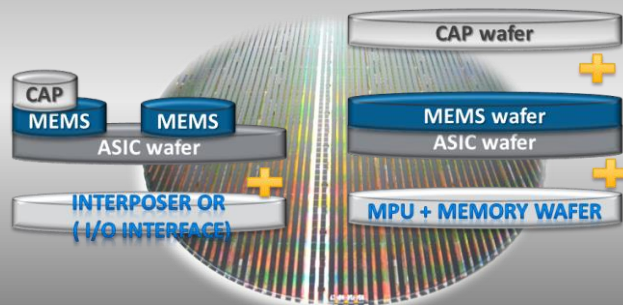 CAP
MEMS
MEMS
ASIC wafer
INTERPOSER OR
( I/O INTERFACE)
CAP wafer
MEMS wafer
ASIC wafer
MPU + MEMORY WAFER